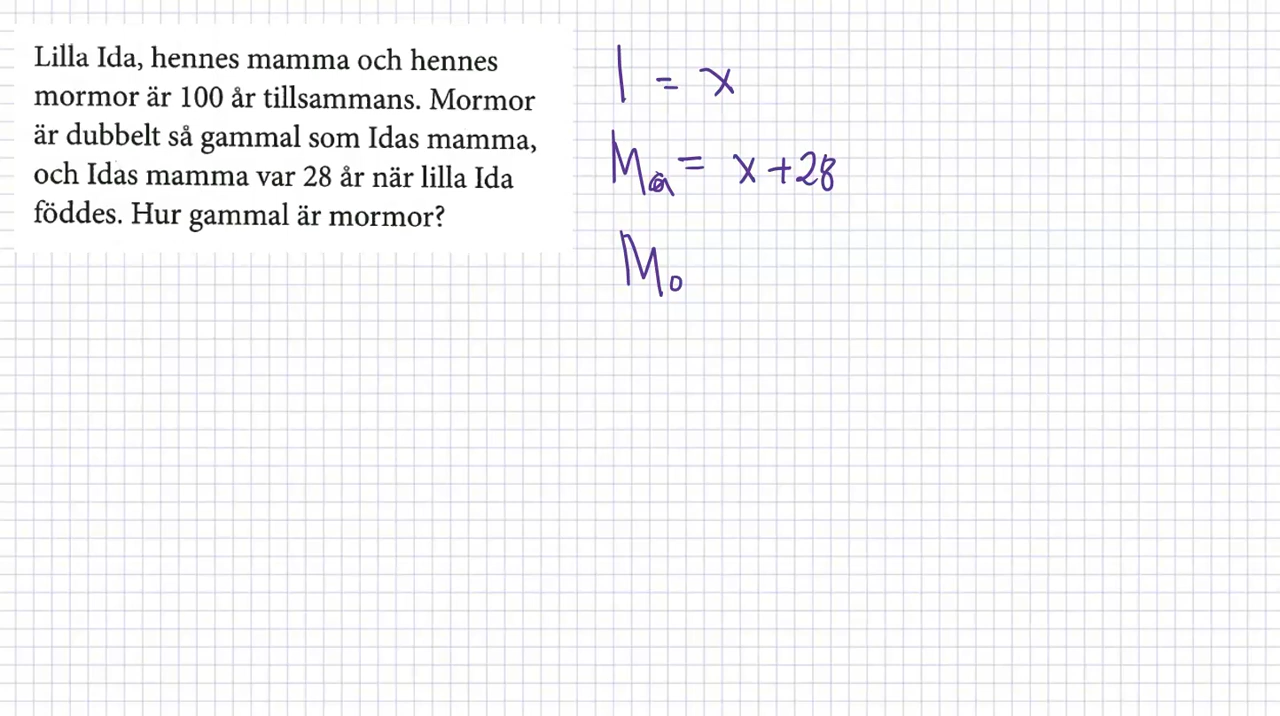 Lilla Ida, hennes mamma och hennes
mormor är 100 år tillsammans. Mormor
är dubbelt så gammal som Idas mamma,
och Idas mamma var 28 år när lilla Ida
föddes. Hur gammal är mormor?
I = x
Ma = x + 28
Mo